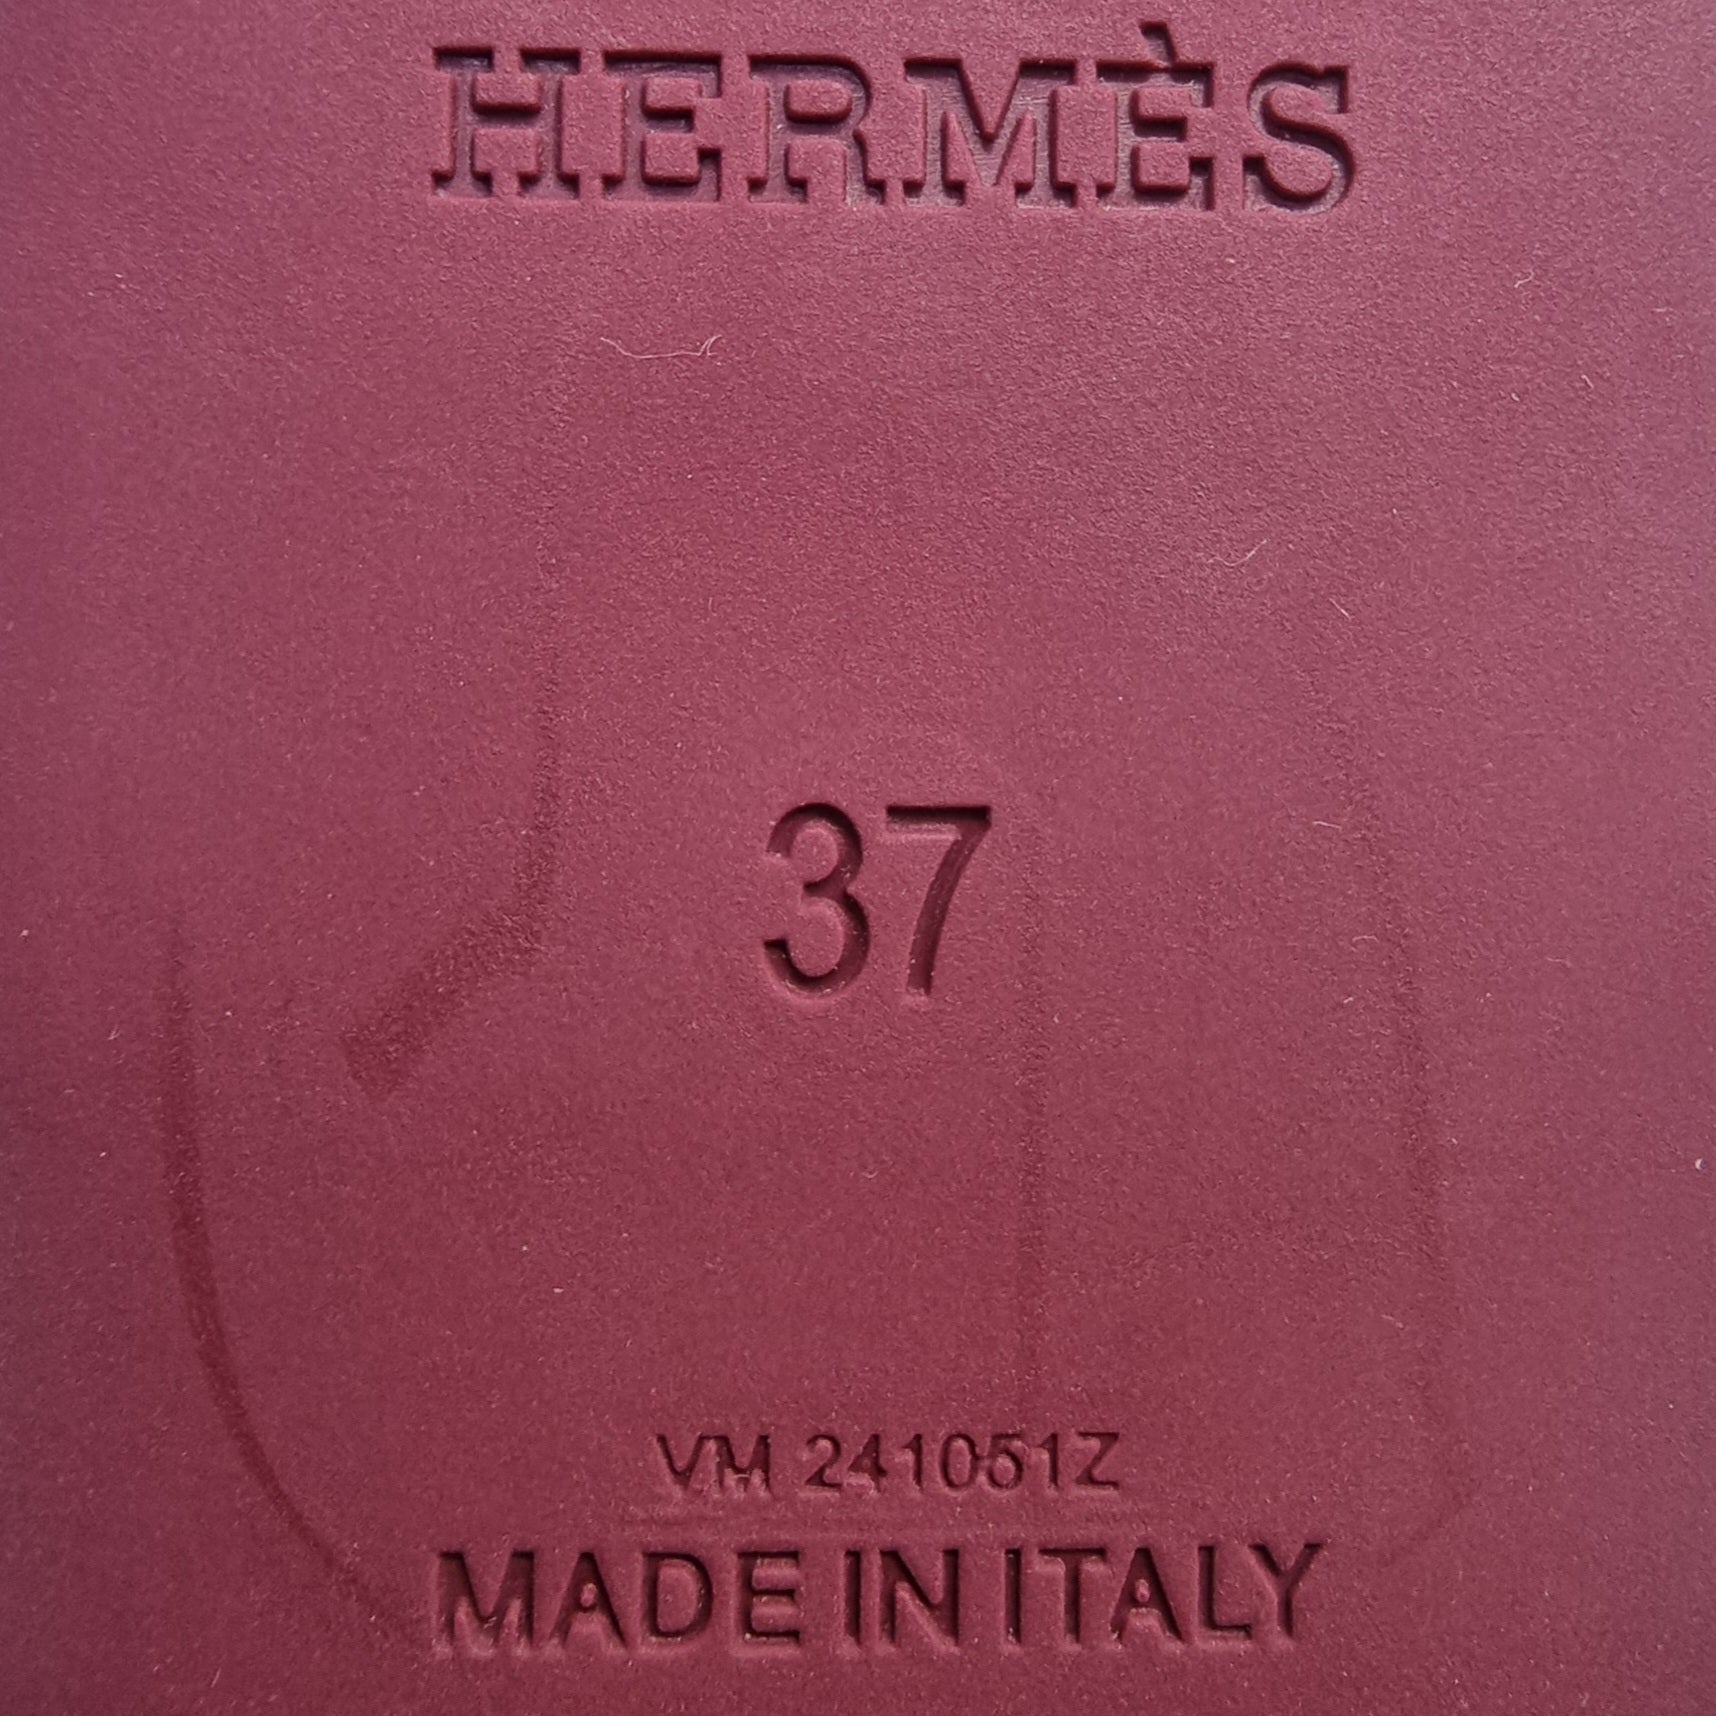 HERMÈS
37
VM 241051Z
MADE IN ITALY